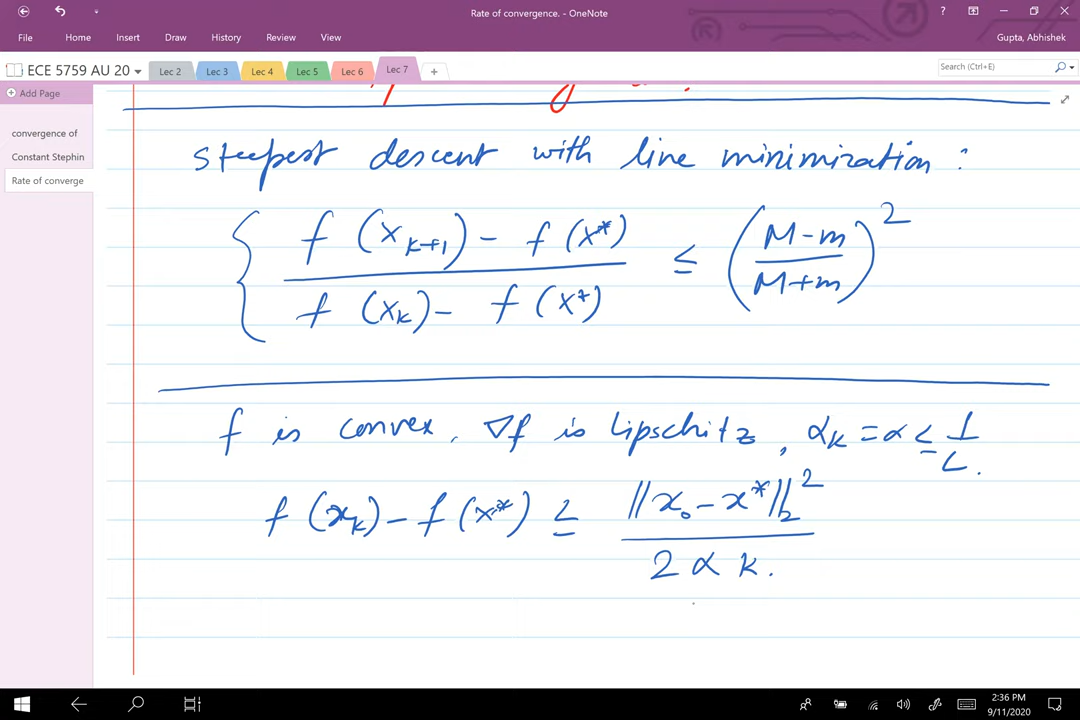 Rate of convergence. - OneNote
?
File Home Insert Draw History Review View
Gupta, Abhishek
ECE 5759 AU 20
Lec 2 Lec 3 Lec 4 Lec 5 Lec 6 Lec 7 +
Search (Ctrl+E)
Add Page
convergence of
Constant Stephin
Rate of converge
steepest descent with line minimization :
{ f (x_{k+1}) - f (x*) / f (x_k) - f (x*) ≤ (M-m / M+m)^2
f is convex, ∇f is Lipschitz, α_k = α ≤ 1/L.
f (x_k) - f (x*) ≤ ||x_0 - x*||_2^2 / 2 α k.
2:36 PM
9/11/2020